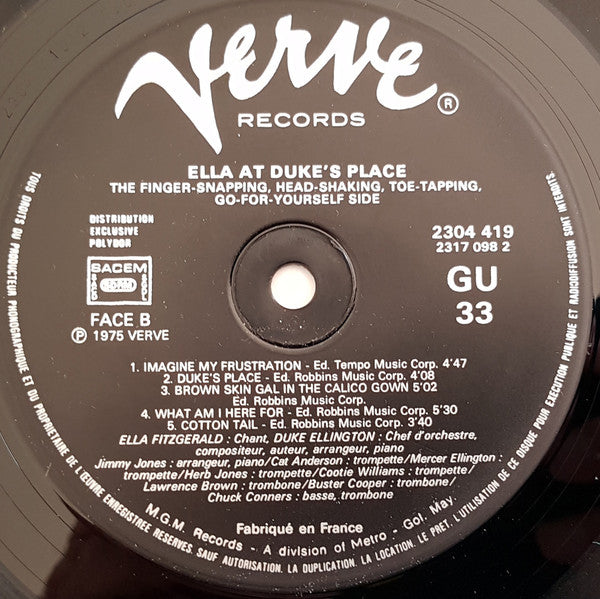 Verve
®
RECORDS
ELLA AT DUKE'S PLACE
THE FINGER-SNAPPING, HEAD-SHAKING, TOE-TAPPING,
GO-FOR-YOURSELF SIDE
DISTRIBUTION
EXCLUSIVE
POLYDOR
SACEM
FACE B
Ⓟ 1975 VERVE
2304 419
2317 098 2
GU
33
1. IMAGINE MY FRUSTRATION - Ed. Tempo Music Corp. 4'47
2. DUKE'S PLACE - Ed. Robbins Music Corp. 4'08
3. BROWN SKIN GAL IN THE CALICO GOWN 5'02
Ed. Robbins Music Corp.
4. WHAT AM I HERE FOR - Ed. Robbins Music Corp. 5'30
5. COTTON TAIL - Ed. Robbins Music Corp. 3'40
ELLA FITZGERALD : Chant, DUKE ELLINGTON : Chef d'orchestre,
compositeur, auteur, arrangeur, piano
Jimmy Jones : arrangeur, piano/Cat Anderson : trompette/Mercer Ellington :
trompette/Herb Jones : trompette/Cootie Williams : trompette/
Lawrence Brown : trombone/Buster Cooper : trombone/
Chuck Conners : basse, trombone
Fabriqué en France
M.G.M. Records - A division of Metro - Gol. May.
TOUS DROITS DU PRODUCTEUR PHONOGRAPHIQUE ET DU PROPRIETAIRE DE L'ŒUVRE ENREGISTREE RESERVES. SAUF AUTORISATION, LA DUPLICATION, LA LOCATION, LE PRET, L'UTILISATION DE CE DISQUE POUR EXECUTION PUBLIQUE ET RADIODIFFUSION SONT INTERDITS.